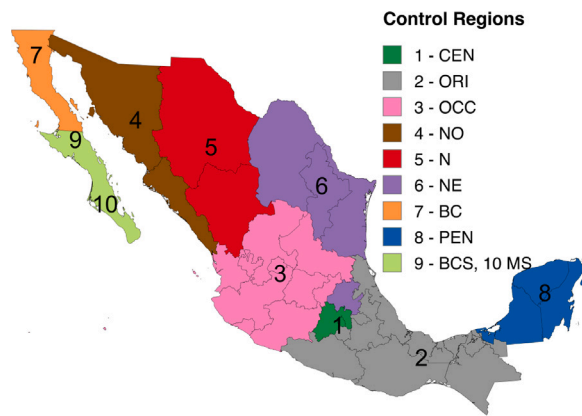 Control Regions
1 - CEN
2 - ORI
3 - OCC
4 - NO
5 - N
6 - NE
7 - BC
8 - PEN
9 - BCS, 10 MS
7
4
9
5
6
10
3
8
1
2